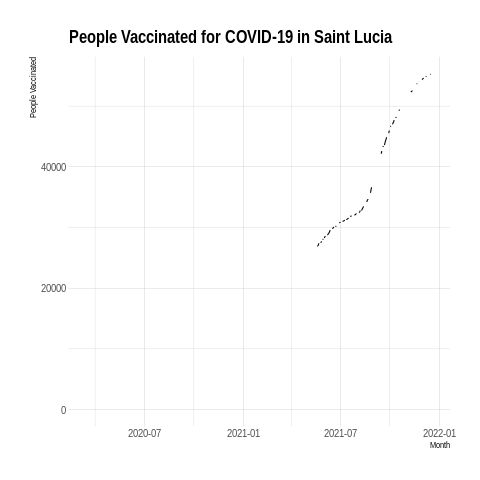 People Vaccinated for COVID-19 in Saint Lucia
People Vaccinated
40000
20000
0
2020-07 2021-01 2021-07 2022-01
Month